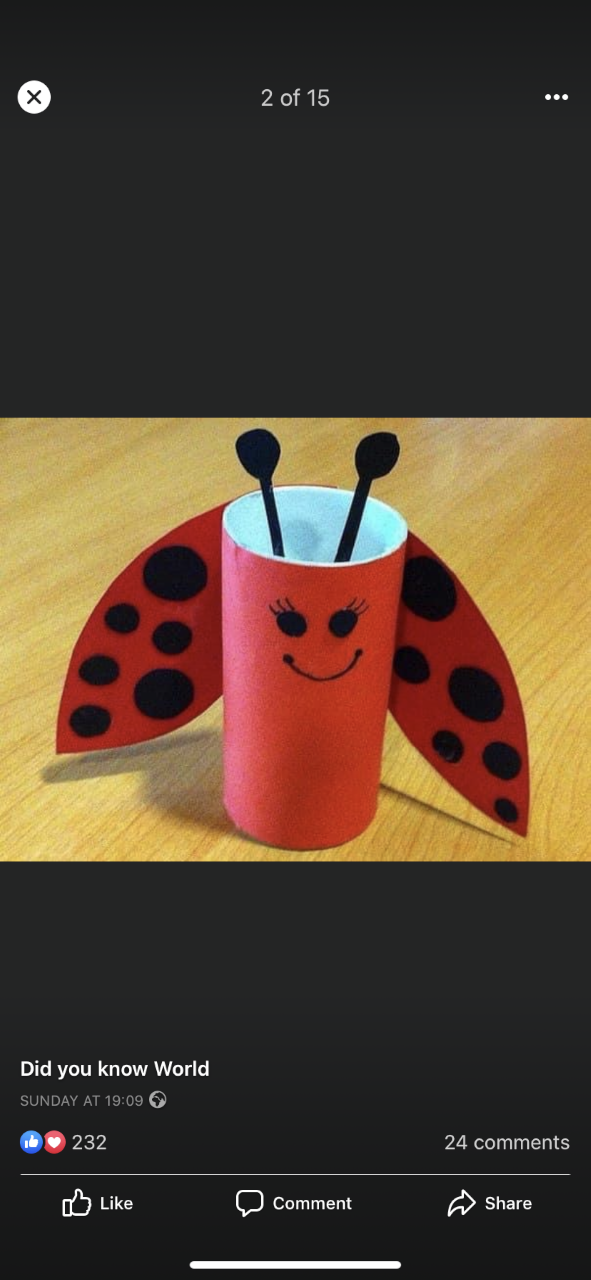 2 of 15
Did you know World
SUNDAY AT 19:09
232
24 comments
Like
Comment
Share